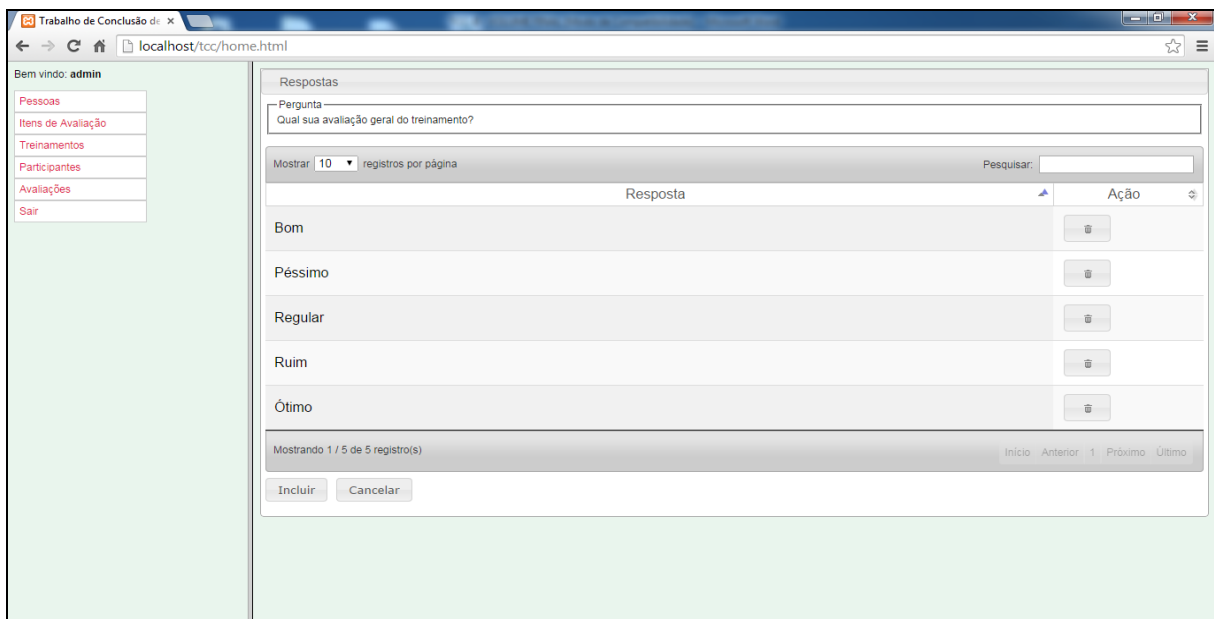 Trabalho de Conclusão de
localhost/tcc/home.html
Bem vindo: admin
Pessoas
Itens de Avaliação
Treinamentos
Participantes
Avaliações
Sair
Respostas
Pergunta
Qual sua avaliação geral do treinamento?
Mostrar 10 registros por página Pesquisar:
Resposta Ação
Bom
Péssimo
Regular
Ruim
Ótimo
Mostrando 1 / 5 de 5 registro(s) Início Anterior 1 Próximo Último
Incluir Cancelar